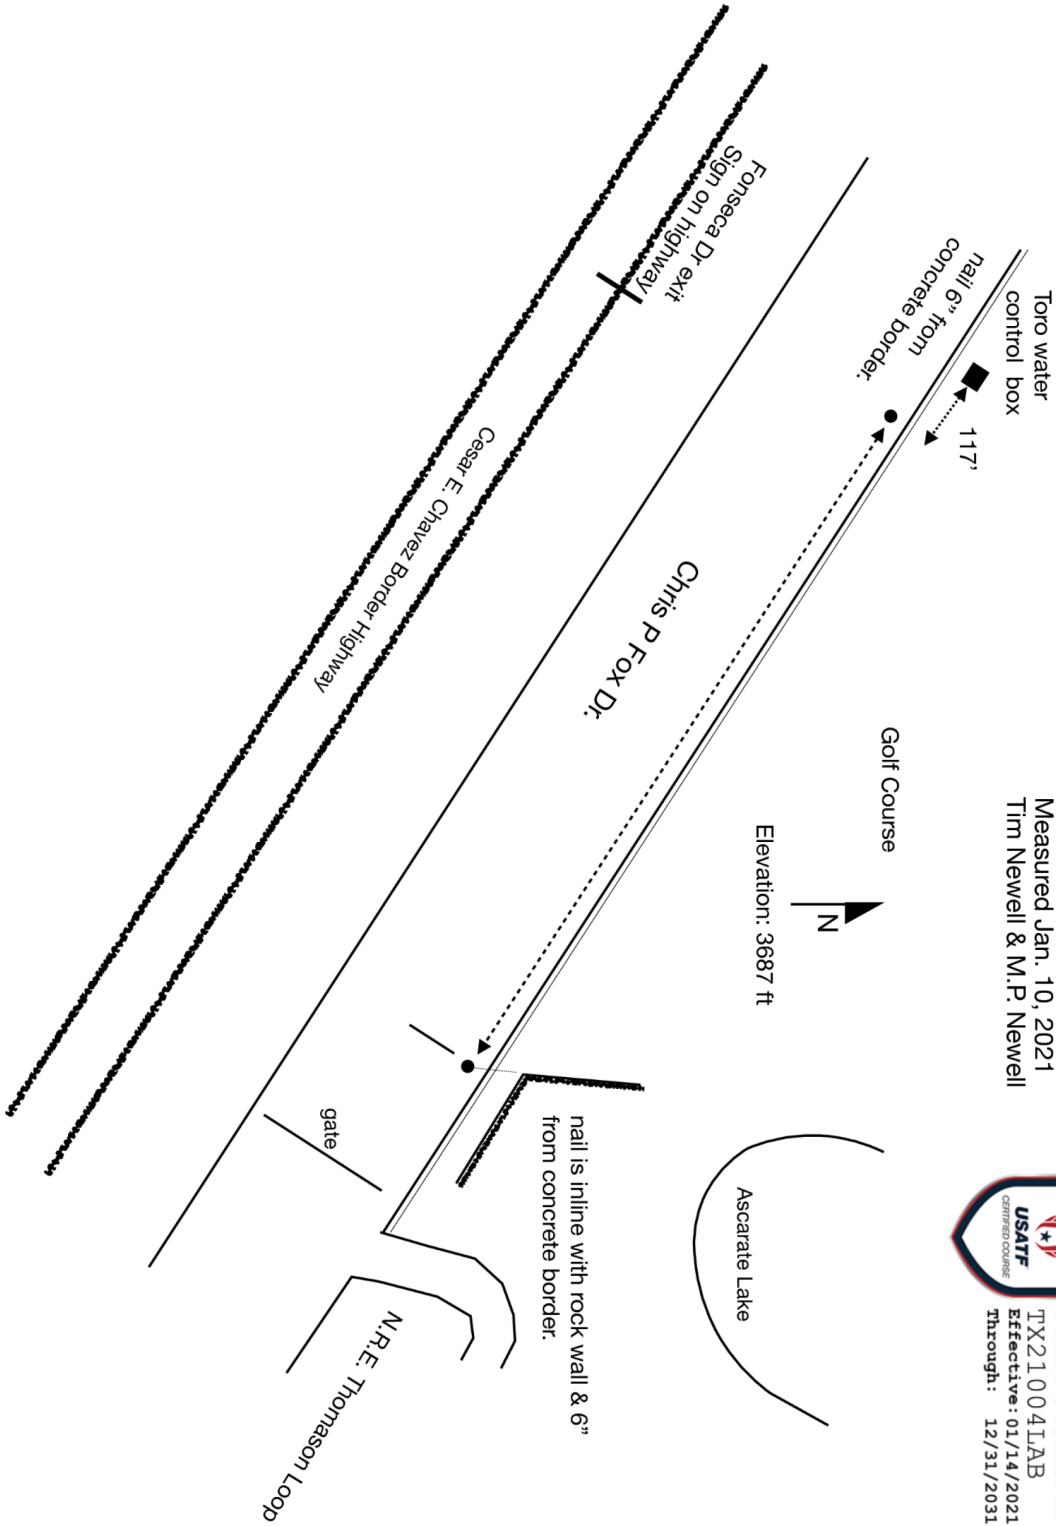 Measured Jan. 10, 2021
Tim Newell & M.P. Newell
USATF
CERTIFIED COURSE
TX21004LAB
Effective: 01/14/2021
Through: 12/31/2031
Toro water
control box
117'
nail 6" from
concrete border.
Golf Course
N
Elevation: 3687 ft
Ascarate Lake
Fonseca Dr exit
Sign on highway
Chris P Fox Dr.
Cesar E. Chavez Border Highway
nail is inline with rock wall & 6"
from concrete border.
gate
N.R.E. Thomason Loop